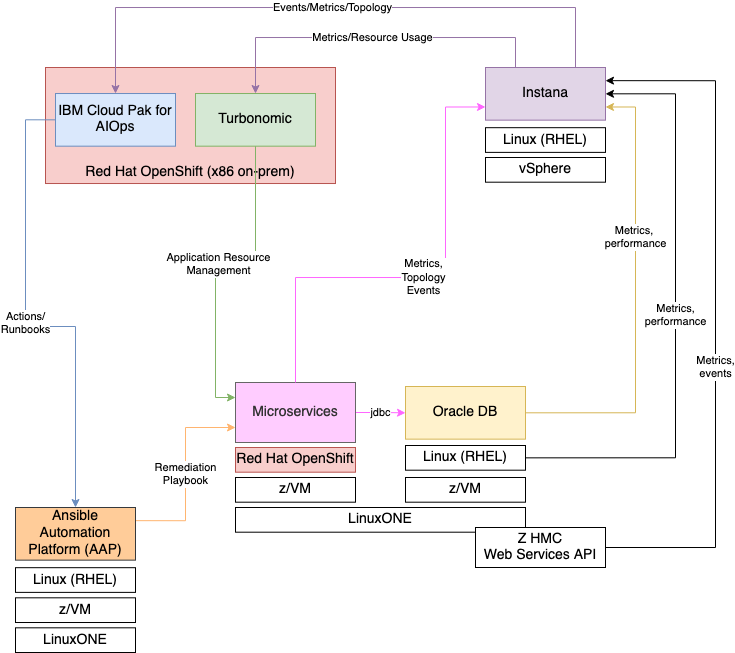 Events/Metrics/Topology
Metrics/Resource Usage
IBM Cloud Pak for
AIOps
Turbonomic
Red Hat OpenShift (x86 on-prem)
Instana
Linux (RHEL)
vSphere
Metrics,
performance
Application Resource
Management
Metrics,
Topology
Events
Metrics,
performance
Actions/
Runbooks
Metrics,
events
Microservices
jdbc
Oracle DB
Red Hat OpenShift
Linux (RHEL)
z/VM
z/VM
LinuxONE
Remediation
Playbook
Z HMC
Web Services API
Ansible
Automation
Platform (AAP)
Linux (RHEL)
z/VM
LinuxONE